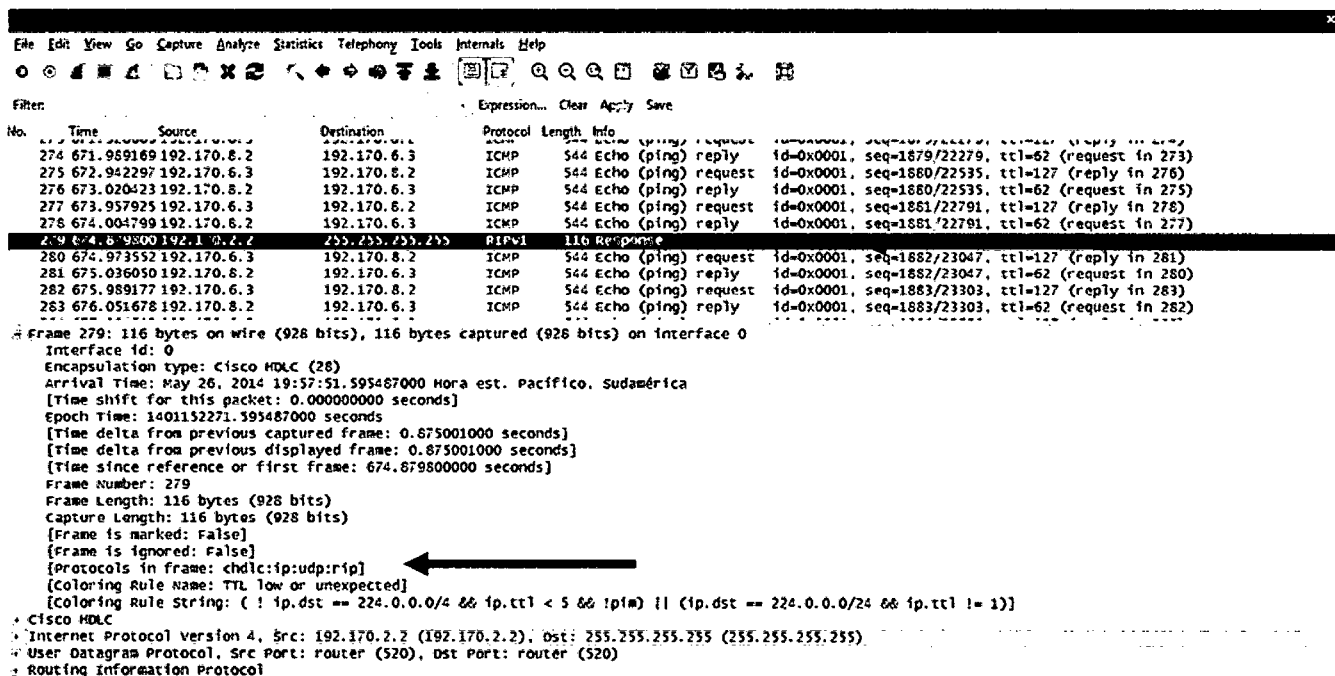 File Edit View Go Capture Analyze Statistics Telephony Tools Internals Help
Filter: Expression... Clear Apply Save
No. Time Source Destination Protocol Length Info
274 671.989169 192.170.8.2 192.170.6.3 ICMP 544 Echo (ping) reply id=0x0001, seq=1879/22279, ttl=62 (request in 273)
275 672.942297 192.170.6.3 192.170.8.2 ICMP 544 Echo (ping) request id=0x0001, seq=1880/22535, ttl=127 (reply in 276)
276 673.020423 192.170.8.2 192.170.6.3 ICMP 544 Echo (ping) reply id=0x0001, seq=1880/22535, ttl=62 (request in 275)
277 673.957925 192.170.6.3 192.170.8.2 ICMP 544 Echo (ping) request id=0x0001, seq=1881/22791, ttl=127 (reply in 278)
278 674.004799 192.170.8.2 192.170.6.3 ICMP 544 Echo (ping) reply id=0x0001, seq=1881/22791, ttl=62 (request in 277)
279 674.879800 192.170.2.2 255.255.255.255 RIPv1 116 Response
280 674.973552 192.170.6.3 192.170.8.2 ICMP 544 Echo (ping) request id=0x0001, seq=1882/23047, ttl=127 (reply in 281)
281 675.036050 192.170.8.2 192.170.6.3 ICMP 544 Echo (ping) reply id=0x0001, seq=1882/23047, ttl=62 (request in 280)
282 675.989177 192.170.6.3 192.170.8.2 ICMP 544 Echo (ping) request id=0x0001, seq=1883/23303, ttl=127 (reply in 283)
283 676.051678 192.170.8.2 192.170.6.3 ICMP 544 Echo (ping) reply id=0x0001, seq=1883/23303, ttl=62 (request in 282)
Frame 279: 116 bytes on wire (928 bits), 116 bytes captured (928 bits) on interface 0
Interface id: 0
Encapsulation type: Cisco HDLC (28)
Arrival Time: May 26, 2014 19:57:51.595487000 Hora est. Pacífico, Sudamérica
[Time shift for this packet: 0.000000000 seconds]
Epoch Time: 1401152271.595487000 seconds
[Time delta from previous captured frame: 0.875001000 seconds]
[Time delta from previous displayed frame: 0.875001000 seconds]
[Time since reference or first frame: 674.879800000 seconds]
Frame Number: 279
Frame Length: 116 bytes (928 bits)
Capture Length: 116 bytes (928 bits)
[Frame is marked: False]
[Frame is ignored: False]
[Protocols in frame: chdlc:ip:udp:rip]
[Coloring Rule Name: TTL low or unexpected]
[Coloring Rule String: ( ! ip.dst == 224.0.0.0/4 && ip.ttl < 5 && !pim) || (ip.dst == 224.0.0.0/24 && ip.ttl != 1)]
Cisco HDLC
Internet Protocol Version 4, Src: 192.170.2.2 (192.170.2.2), Dst: 255.255.255.255 (255.255.255.255)
User Datagram Protocol, Src Port: router (520), Dst Port: router (520)
Routing Information Protocol